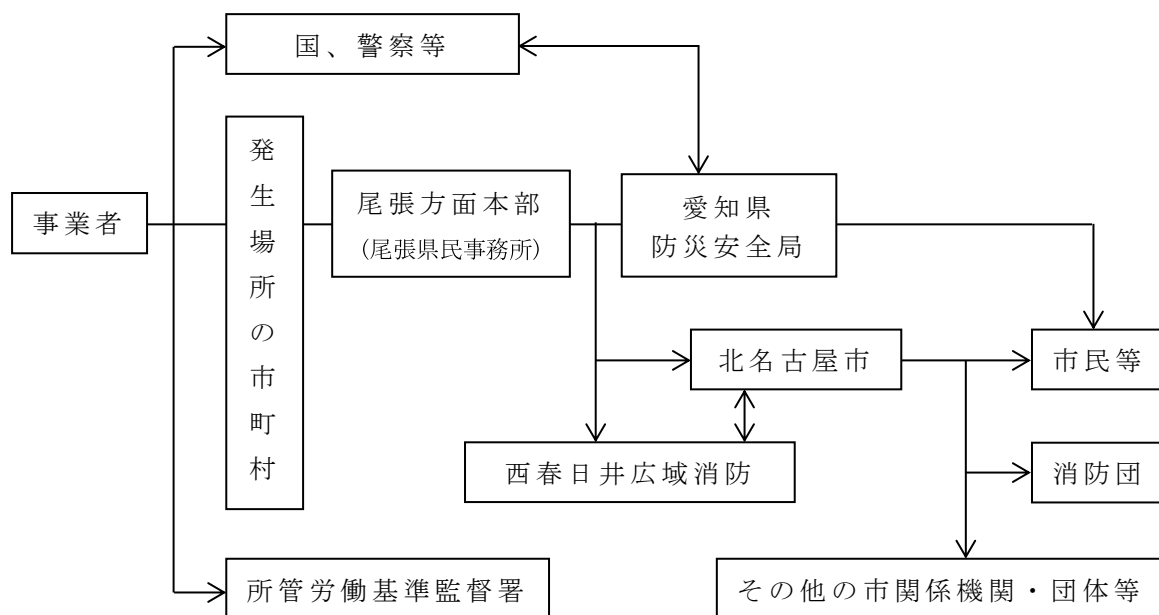 国、警察等
発生場所の市町村
事業者
尾張方面本部
(尾張県民事務所)
愛知県
防災安全局
北名古屋市
市民等
西春日井広域消防
消防団
所管労働基準監督署
その他の市関係機関・団体等